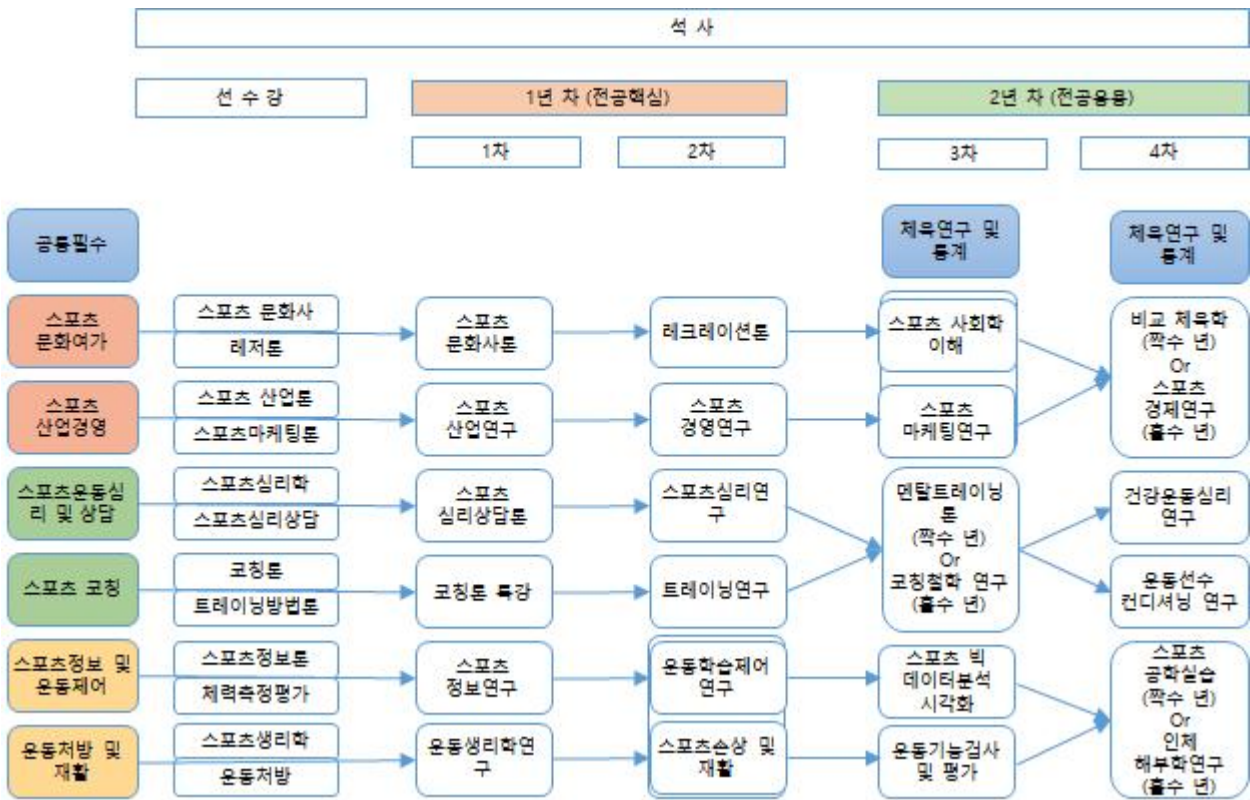 석 사
선 수 강
1년 차 (전공핵심)
2년 차 (전공응용)
1차
2차
3차
4차
공통필수
체육연구 및
통계
체육연구 및
통계
스포츠
문화여가
스포츠 문화사
레저론
스포츠
문화사론
레크레이션론
스포츠 사회학
이해
비교 체육학
(짝수 년)
Or
스포츠
경제연구
(홀수 년)
스포츠
산업경영
스포츠 산업론
스포츠마케팅론
스포츠
산업연구
스포츠
경영연구
스포츠
마케팅연구
스포츠운동심
리 및 상담
스포츠심리학
스포츠심리상담
스포츠
심리상담론
스포츠심리연
구
멘탈트레이닝
론
(짝수 년)
Or
코칭철학 연구
(홀수 년)
건강운동심리
연구
스포츠 코칭
코칭론
트레이닝방법론
코칭론 특강
트레이닝연구
운동선수
컨디셔닝 연구
스포츠정보 및
운동제어
스포츠정보론
체력측정평가
스포츠
정보연구
운동학습제어
연구
스포츠 빅
데이터분석
시각화
스포츠
공학실습
(짝수 년)
Or
인체
해부학연구
(홀수 년)
운동처방 및
재활
스포츠생리학
운동처방
운동생리학연
구
스포츠손상 및
재활
운동기능검사
및 평가